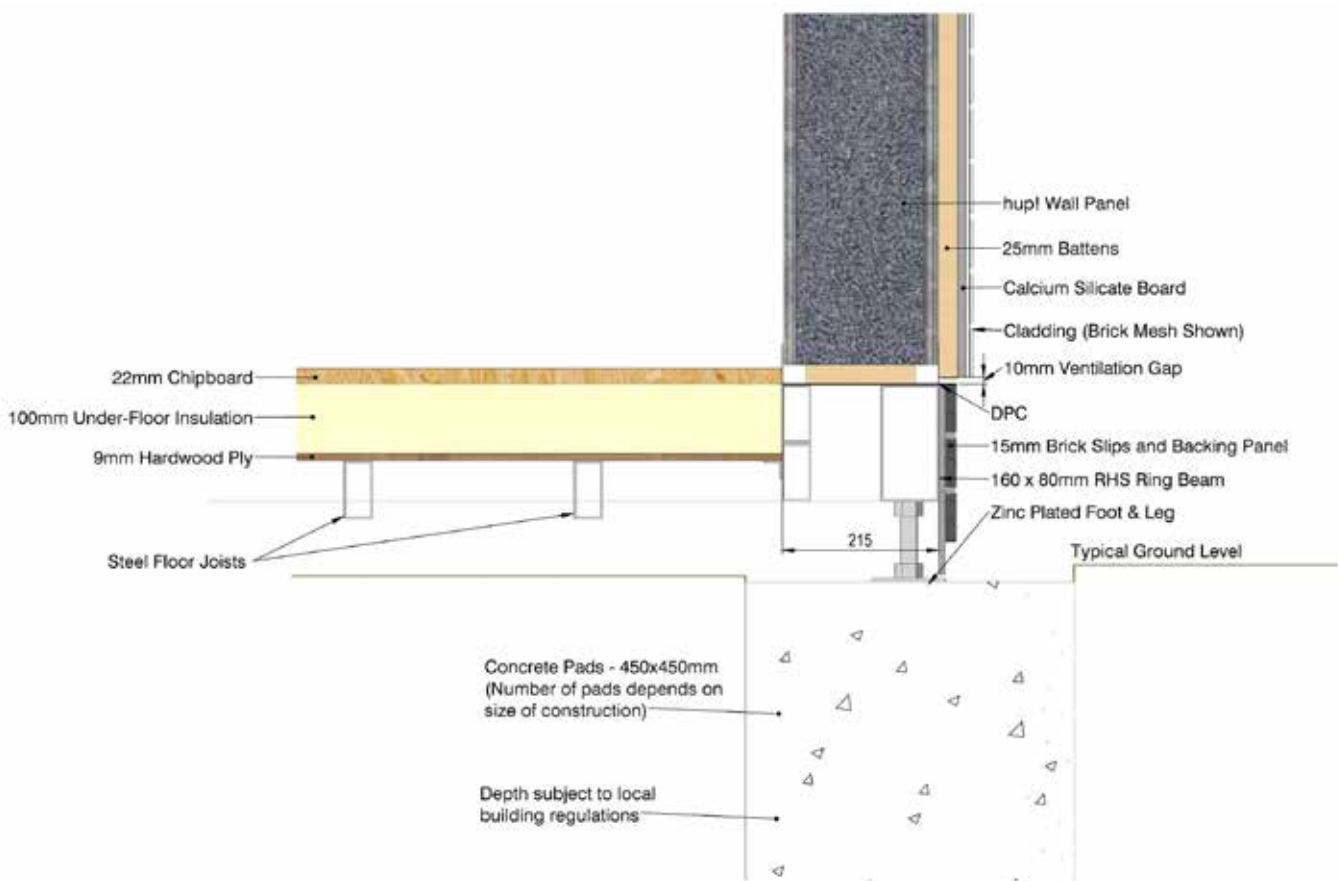 hup! Wall Panel
25mm Battens
Calcium Silicate Board
Cladding (Brick Mesh Shown)
10mm Ventilation Gap
DPC
15mm Brick Slips and Backing Panel
160 x 80mm RHS Ring Beam
Zinc Plated Foot & Leg
Typical Ground Level
22mm Chipboard
100mm Under-Floor Insulation
9mm Hardwood Ply
Steel Floor Joists
215
Concrete Pads - 450x450mm
(Number of pads depends on
size of construction)
Depth subject to local
building regulations